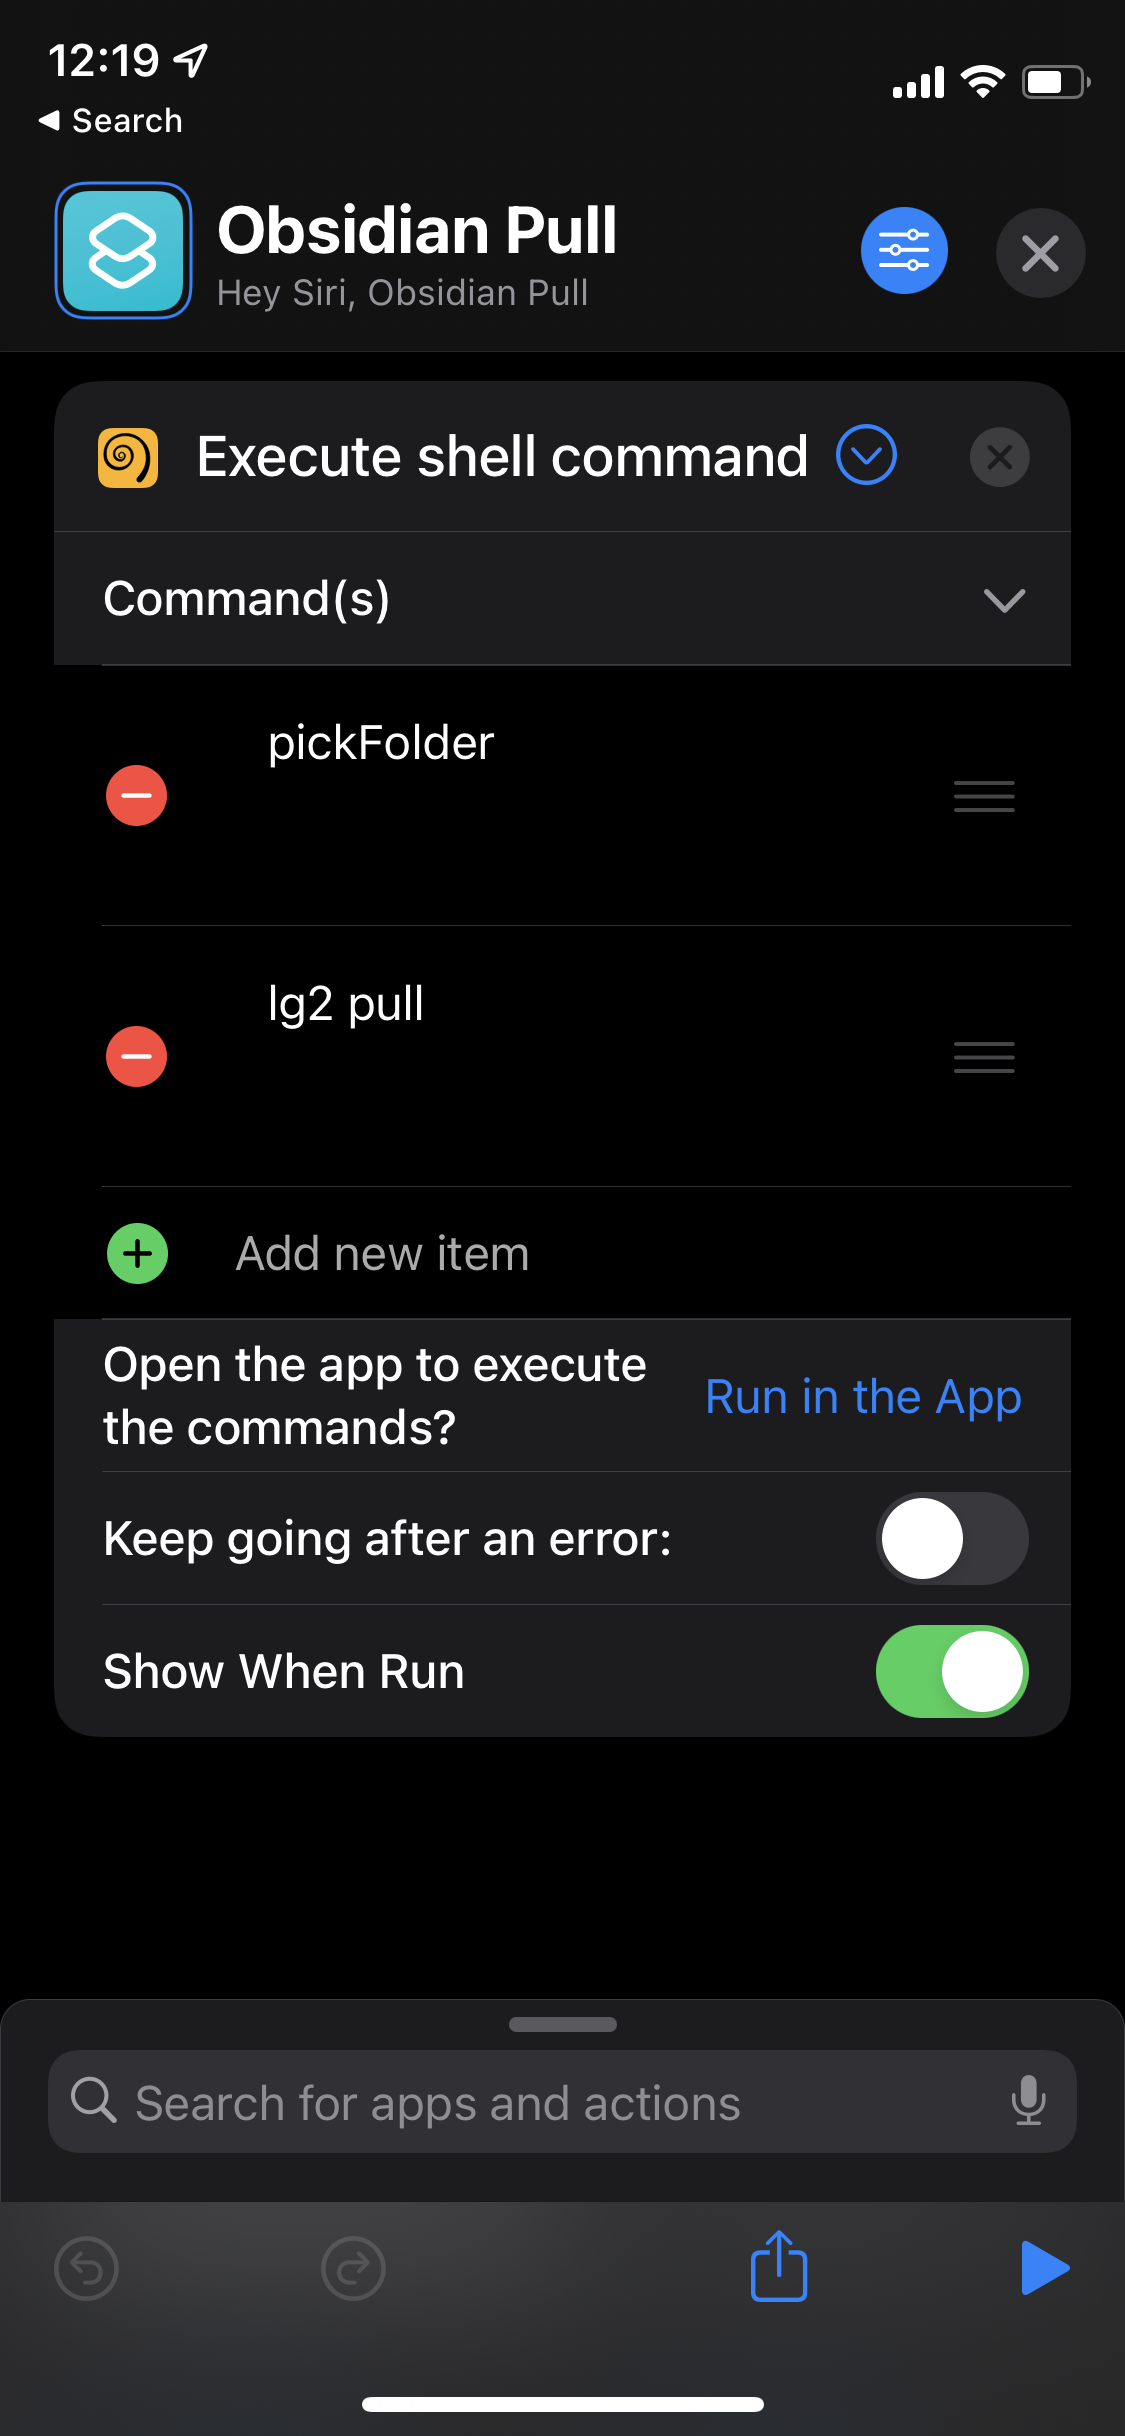 12:19
Search
Obsidian Pull
Hey Siri, Obsidian Pull
Execute shell command
Command(s)
pickFolder
lg2 pull
Add new item
Open the app to execute
the commands?
Run in the App
Keep going after an error:
Show When Run
Search for apps and actions